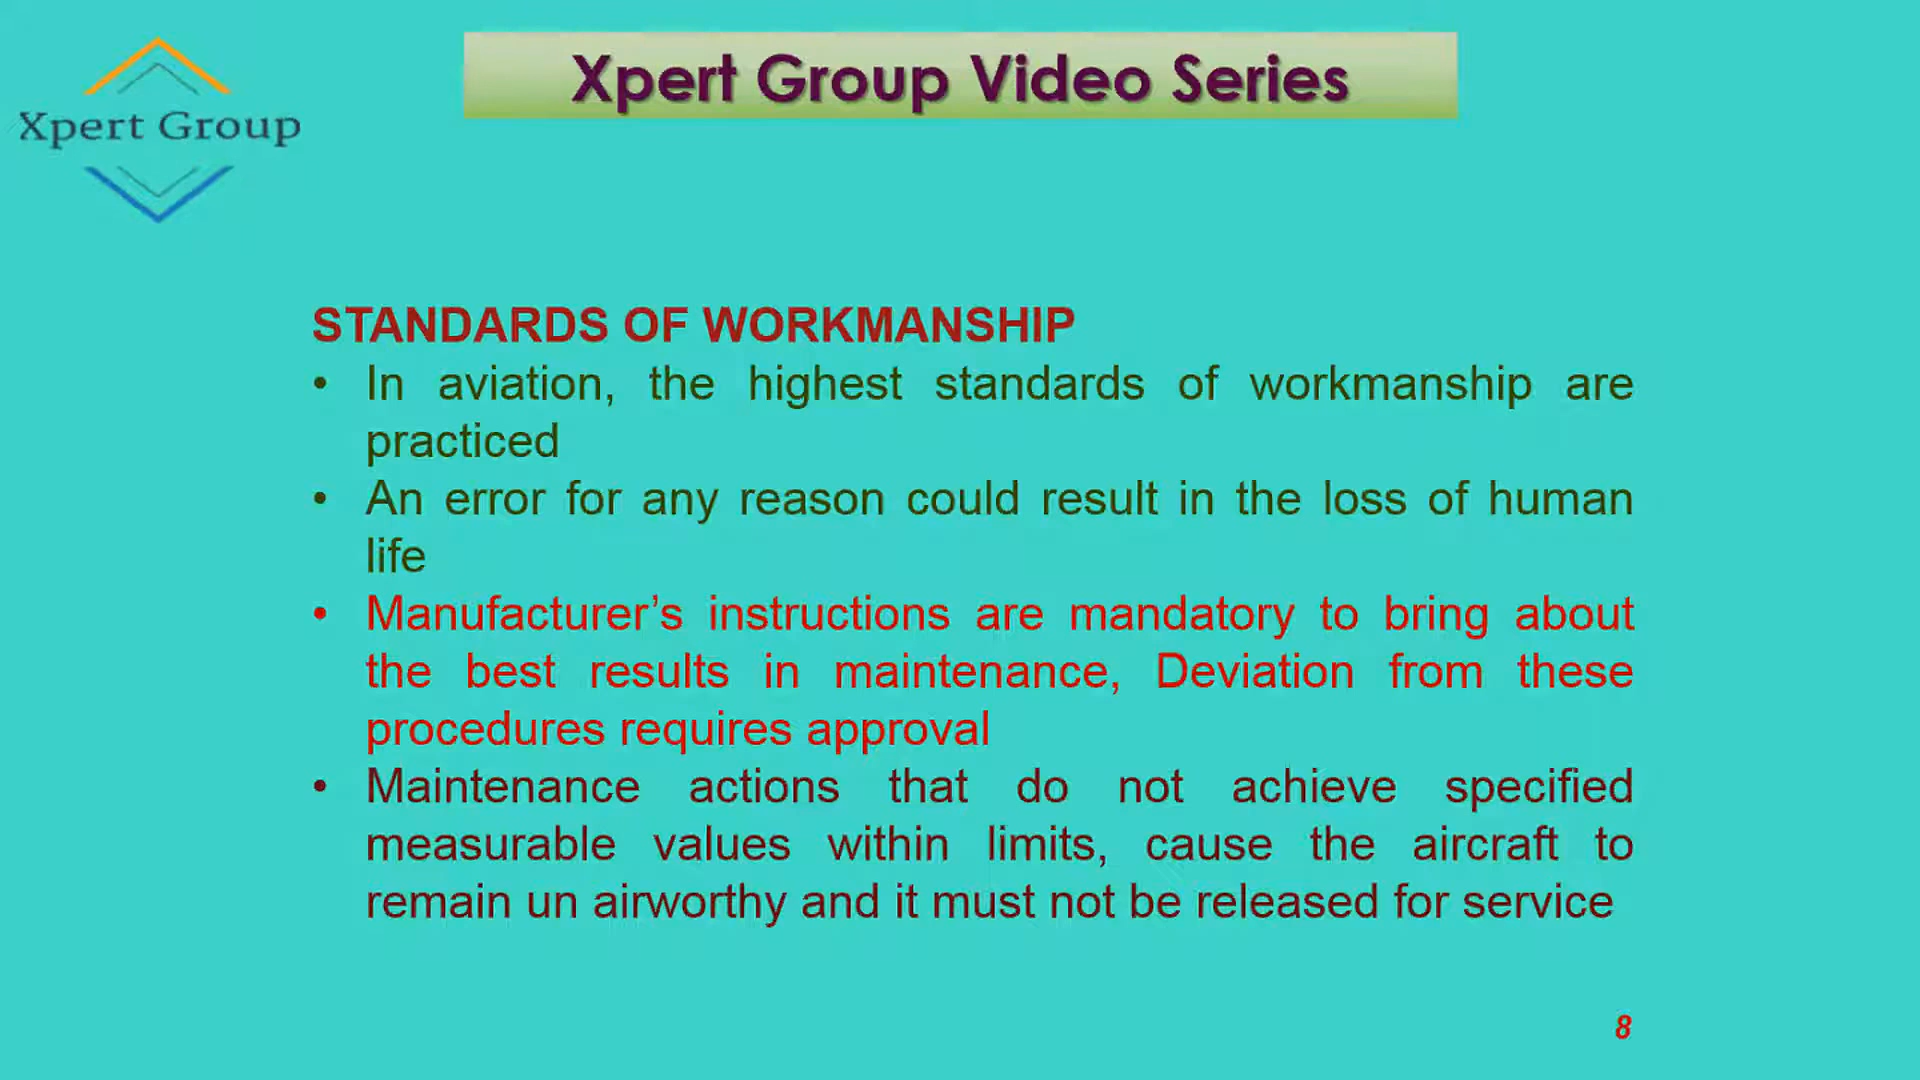 Xpert Group Video Series
Xpert Group
STANDARDS OF WORKMANSHIP
• In aviation, the highest standards of workmanship are
practiced
• An error for any reason could result in the loss of human
life
• Manufacturer’s instructions are mandatory to bring about
the best results in maintenance, Deviation from these
procedures requires approval
• Maintenance actions that do not achieve specified
measurable values within limits, cause the aircraft to
remain un airworthy and it must not be released for service
8